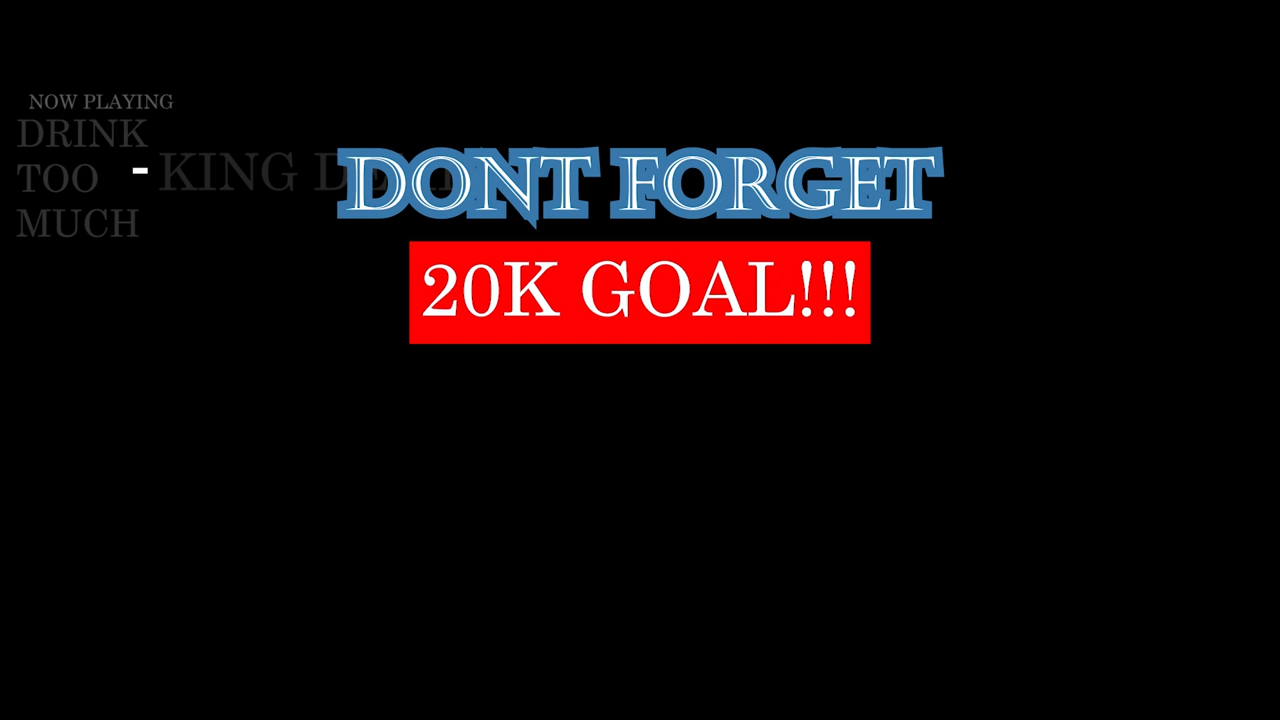 NOW PLAYING
DRINK
TOO
MUCH
- KING
DONT FORGET
20K GOAL!!!